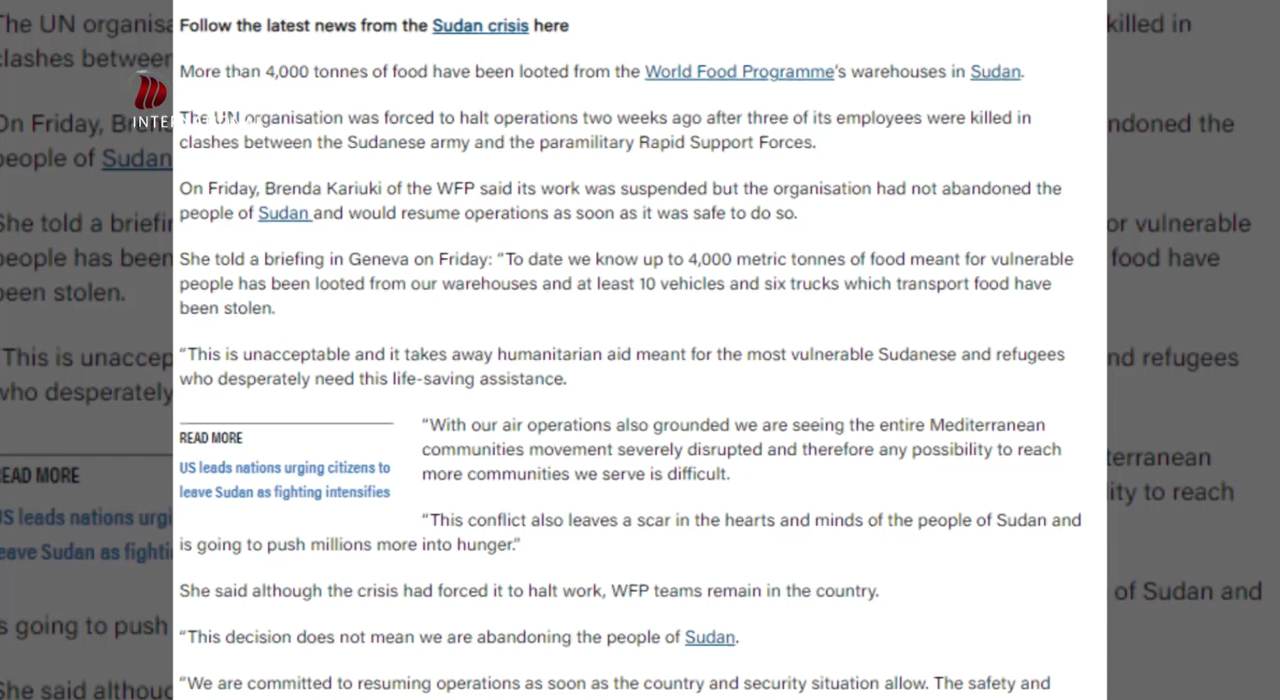 Follow the latest news from the Sudan crisis here
More than 4,000 tonnes of food have been looted from the World Food Programme's warehouses in Sudan.
The UN organisation was forced to halt operations two weeks ago after three of its employees were killed in
clashes between the Sudanese army and the paramilitary Rapid Support Forces.
On Friday, Brenda Kariuki of the WFP said its work was suspended but the organisation had not abandoned the
people of Sudan and would resume operations as soon as it was safe to do so.
She told a briefing in Geneva on Friday: “To date we know up to 4,000 metric tonnes of food meant for vulnerable
people has been looted from our warehouses and at least 10 vehicles and six trucks which transport food have
been stolen.
“This is unacceptable and it takes away humanitarian aid meant for the most vulnerable Sudanese and refugees
who desperately need this life-saving assistance.
READ MORE
US leads nations urging citizens to
leave Sudan as fighting intensifies
“With our air operations also grounded we are seeing the entire Mediterranean
communities movement severely disrupted and therefore any possibility to reach
more communities we serve is difficult.
“This conflict also leaves a scar in the hearts and minds of the people of Sudan and
is going to push millions more into hunger.”
She said although the crisis had forced it to halt work, WFP teams remain in the country.
“This decision does not mean we are abandoning the people of Sudan.
“We are committed to resuming operations as soon as the country and security situation allow. The safety and